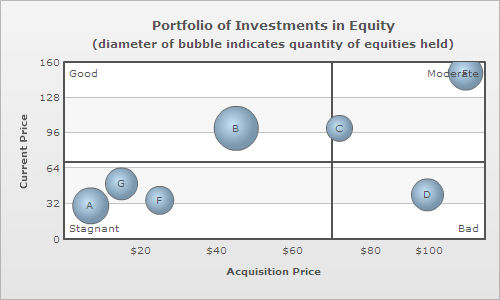 Portfolio of Investments in Equity
(diameter of bubble indicates quantity of equities held)
Current Price
160
128
96
64
32
0
Good
Moderate
E
B
C
A
G
F
D
Stagnant
Bad
$20
$40
$60
$80
$100
Acquisition Price